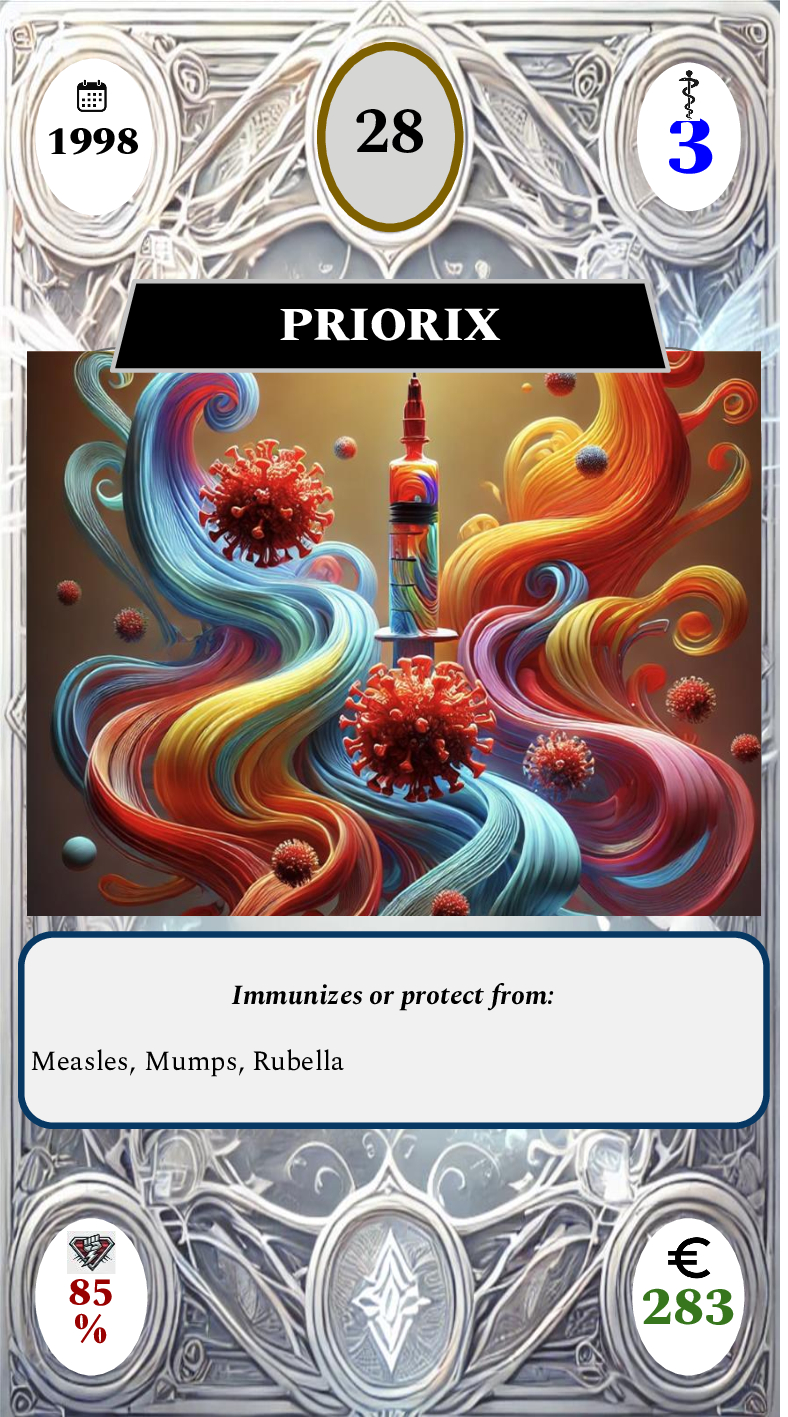 1998
28
3
PRIORIX
Immunizes or protect from:
Measles, Mumps, Rubella
85
%
€
283